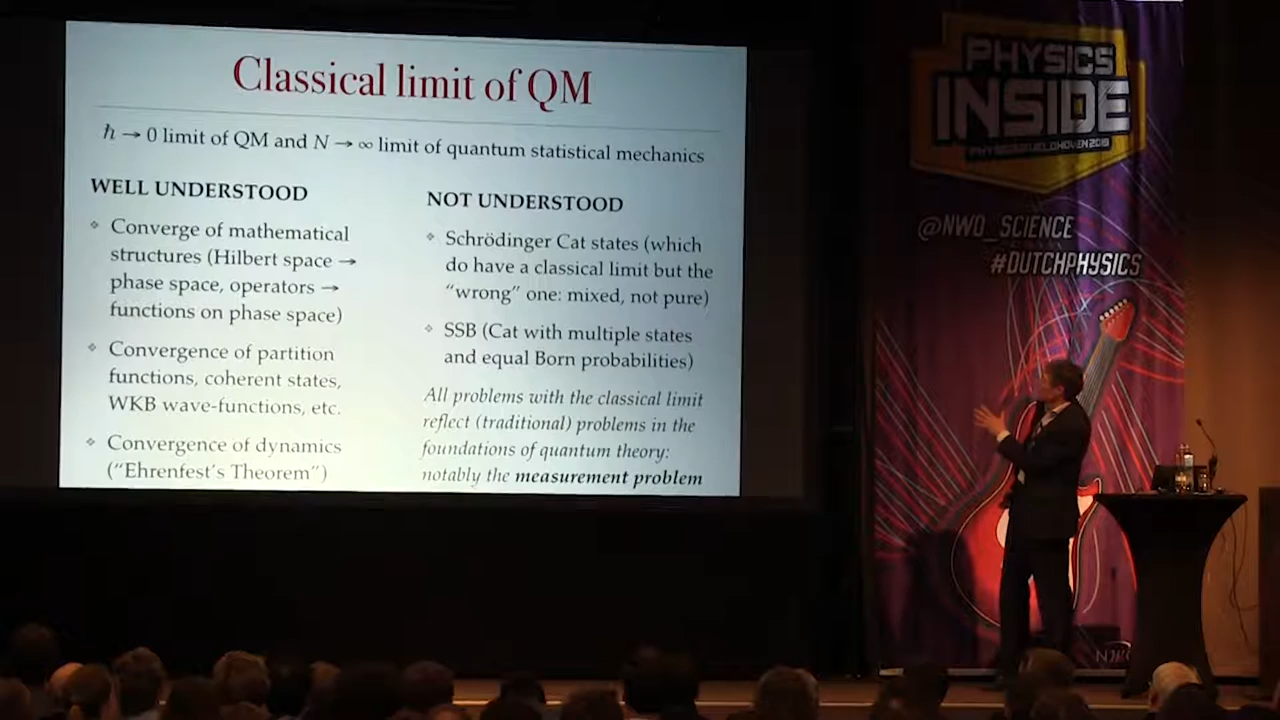 Classical limit of QM
ℏ → 0 limit of QM and N → ∞ limit of quantum statistical mechanics
WELL UNDERSTOOD
Converge of mathematical
structures (Hilbert space →
phase space, operators →
functions on phase space)
Convergence of partition
functions, coherent states,
WKB wave-functions, etc.
Convergence of dynamics
("Ehrenfest's Theorem")
NOT UNDERSTOOD
Schrödinger Cat states (which
do have a classical limit but the
"wrong" one: mixed, not pure)
SSB (Cat with multiple states
and equal Born probabilities)
All problems with the classical limit
reflect (traditional) problems in the
foundations of quantum theory:
notably the measurement problem
PHYSICS
INSIDE
PHYSICS@VELDHOVEN 2019
@NWO_SCIENCE
#DUTCHPHYSICS